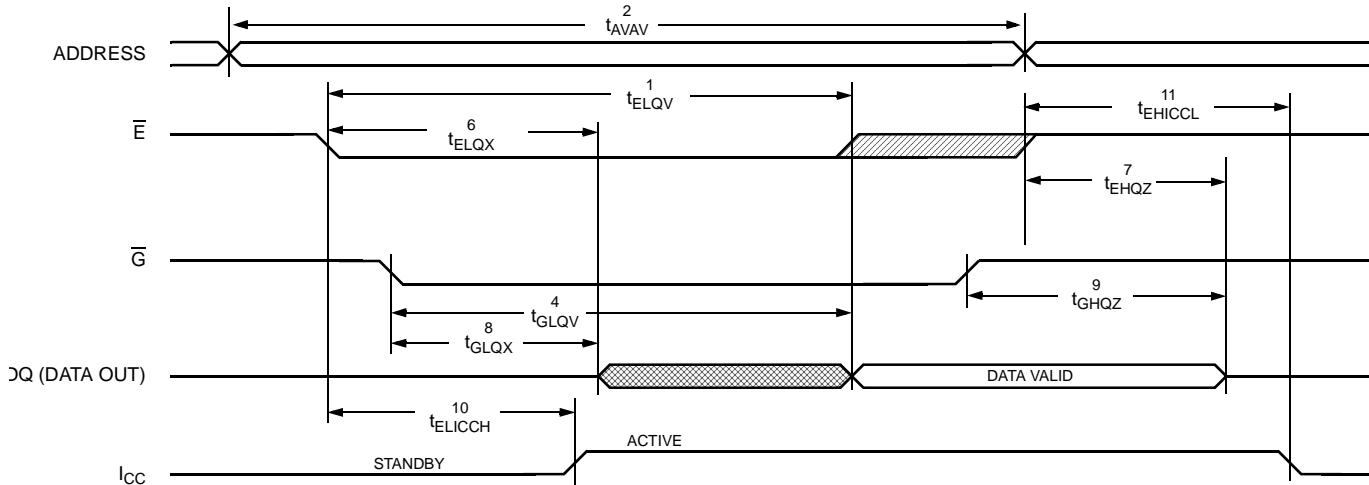 2
tAVAV
ADDRESS
1
tELQV
11
tEHICCL
E
6
tELQX
7
tEHQZ
G
9
tGHQZ
4
tGLQV
8
tGLQX
DQ (DATA OUT)
DATA VALID
10
tELICCH
ACTIVE
STANDBY
ICC